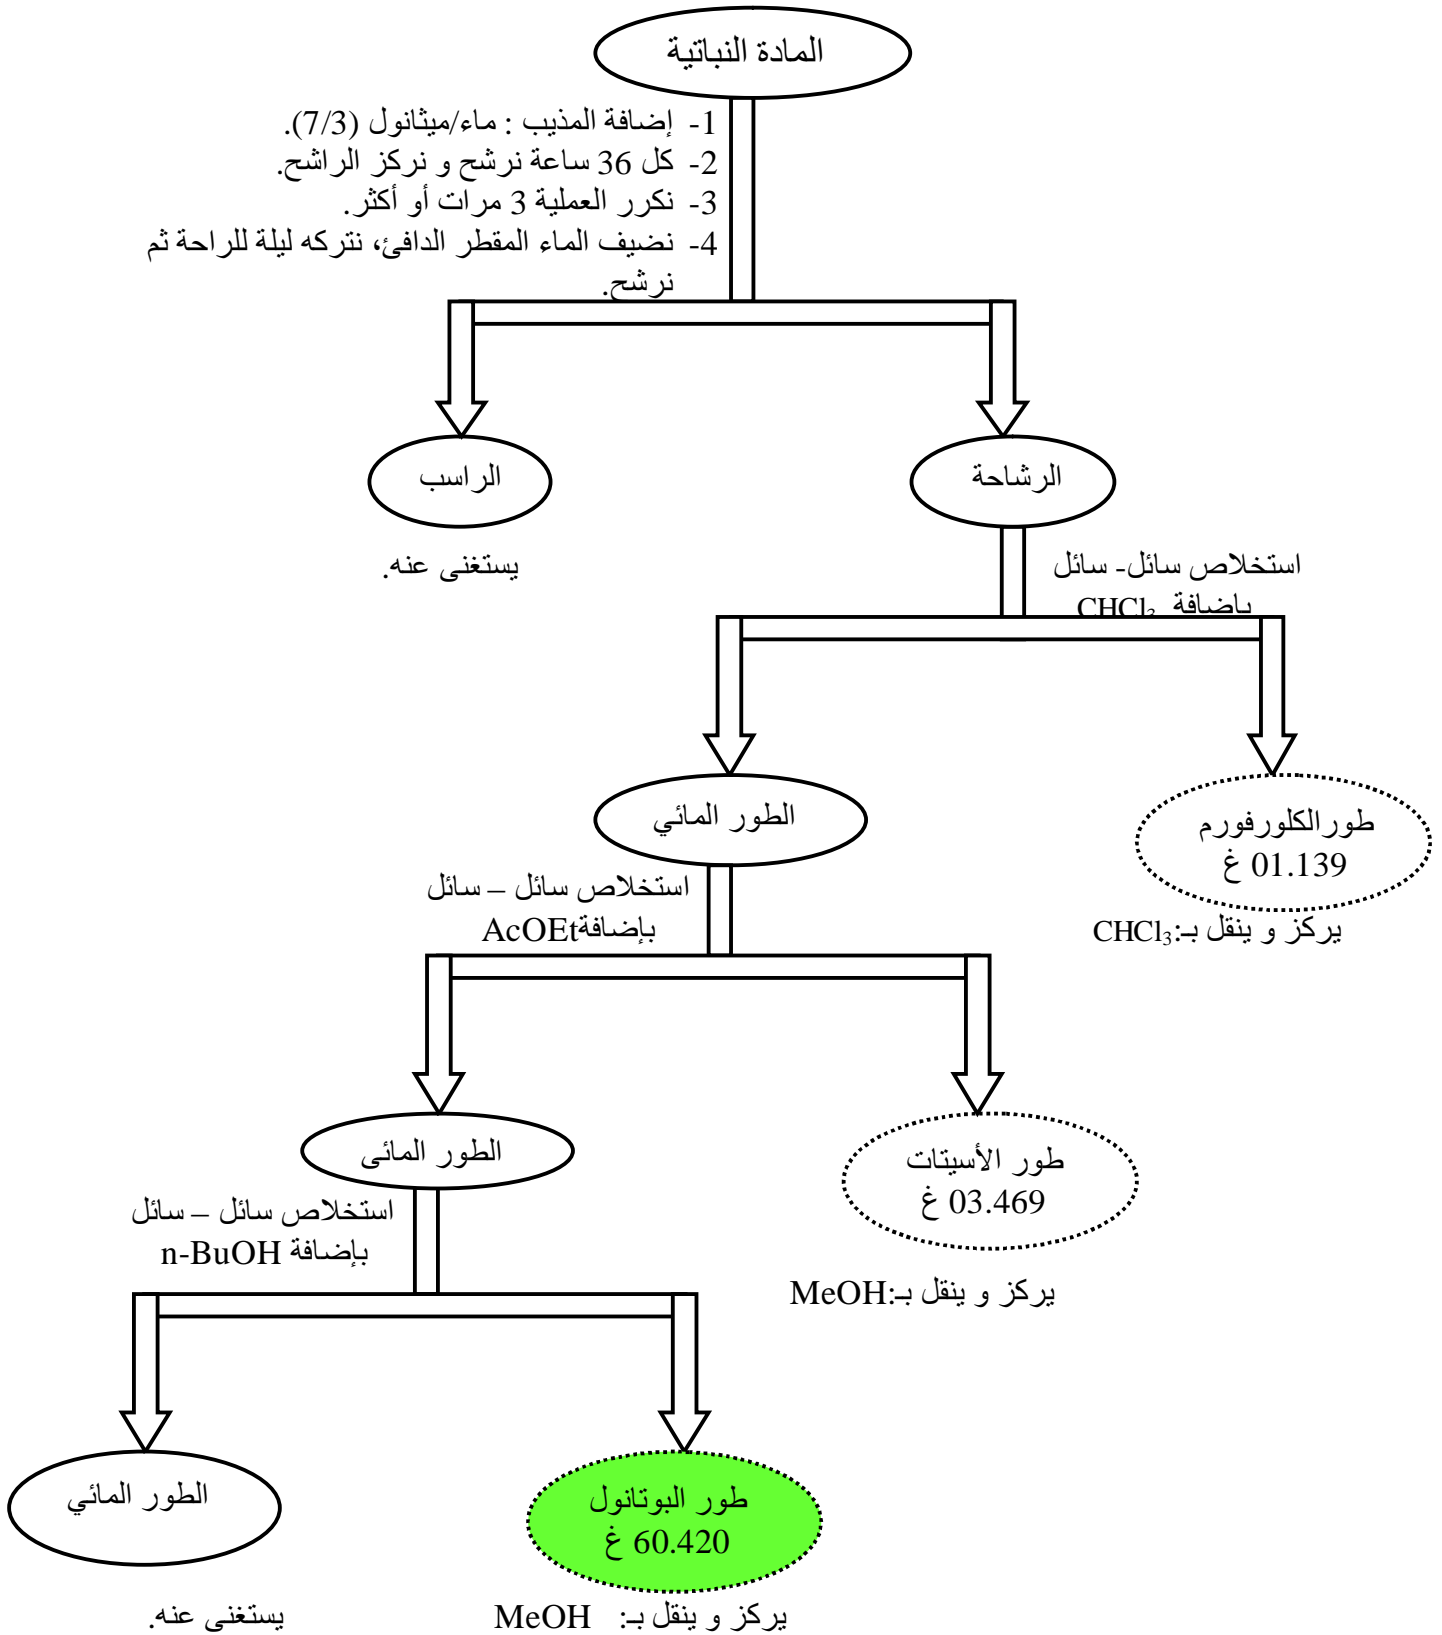 المادة النباتية
1- إضافة المذيب : ماء/ميثانول (7/3).
2- كل 36 ساعة نرشح و نركز الراشح.
3- نكرر العملية 3 مرات أو أكثر.
4- نضيف الماء المقطر الدافئ، نتركه ليلة للراحة ثم
نرشح.
الرشاحة
الراسب
يستغنى عنه.
استخلاص سائل- سائل
بإضافة CHCl₃
الطور المائي
طورالكلورفورم
01.139 غ
يركز و ينقل بـ:CHCl₃
استخلاص سائل – سائل
بإضافةAcOEt
الطور المائى
طور الأسيتات
03.469 غ
يركز و ينقل بـ:MeOH
استخلاص سائل – سائل
بإضافة n-BuOH
طور البوتانول
60.420 غ
الطور المائي
يركز و ينقل بـ: MeOH
يستغنى عنه.